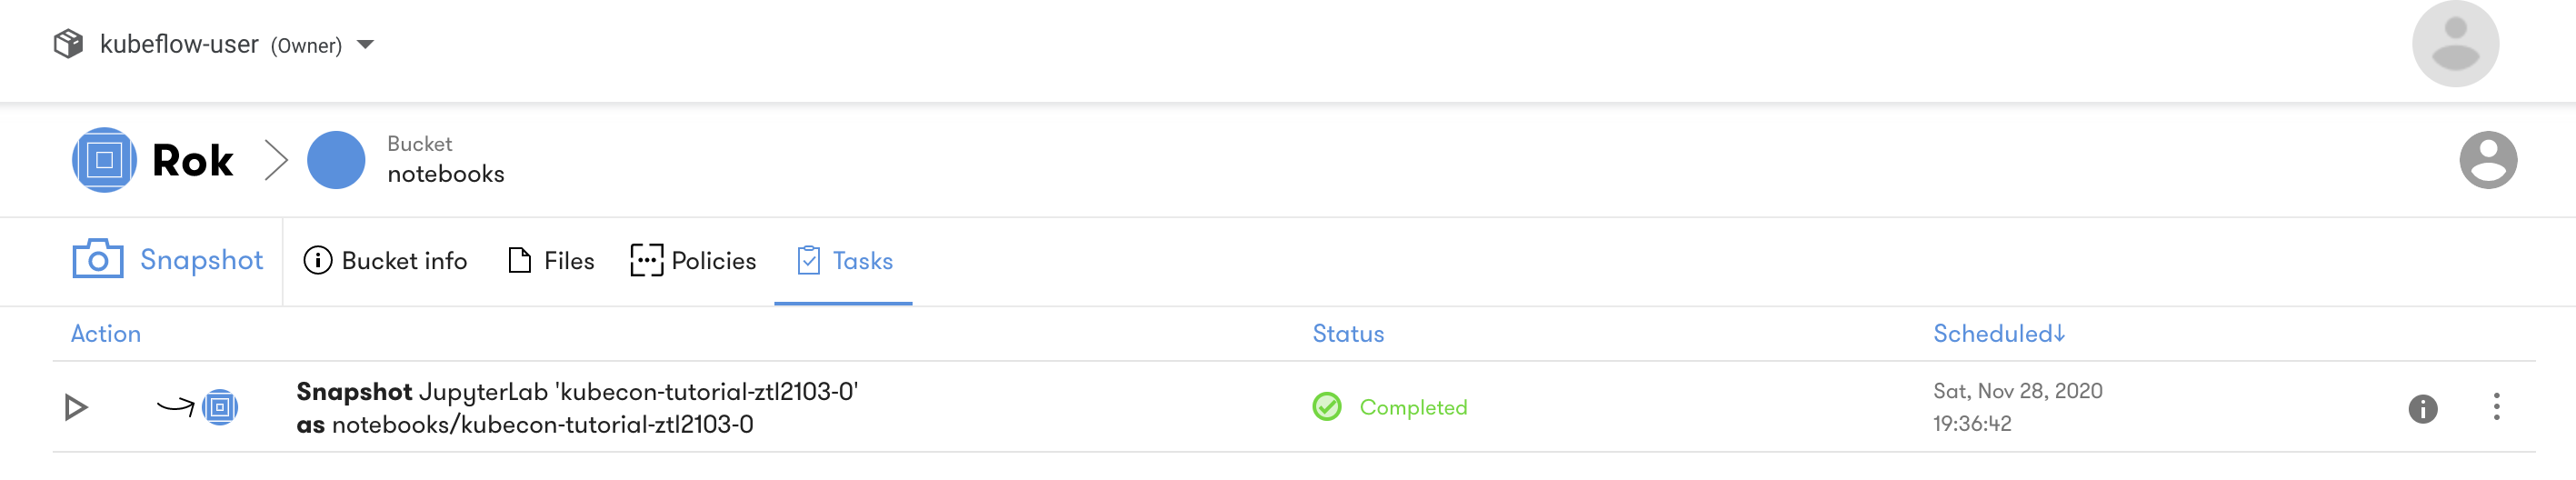 kubeflow-user (Owner)
Rok
Bucket
notebooks
Snapshot
Bucket info
Files
Policies
Tasks
Action
Status
Scheduled↓
Snapshot JupyterLab 'kubecon-tutorial-ztl2103-0'
as notebooks/kubecon-tutorial-ztl2103-0
Completed
Sat, Nov 28, 2020
19:36:42